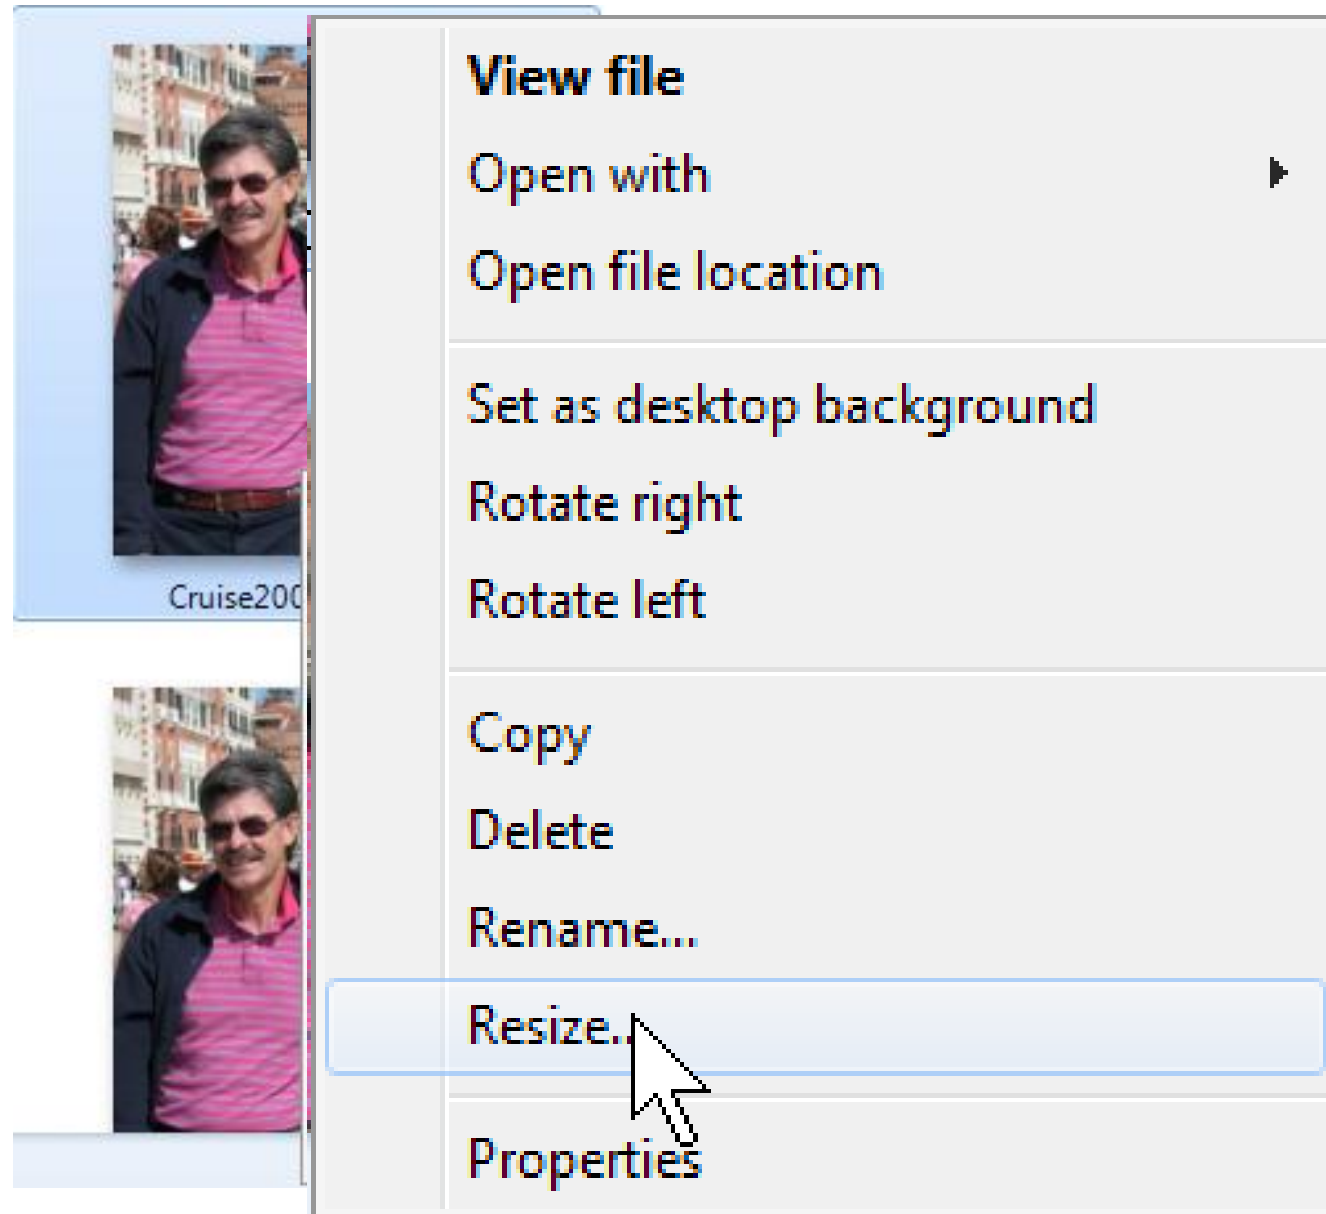 View file
Open with
Open file location
Set as desktop background
Rotate right
Rotate left
Cruise200
Copy
Delete
Rename...
Resize..
Properties